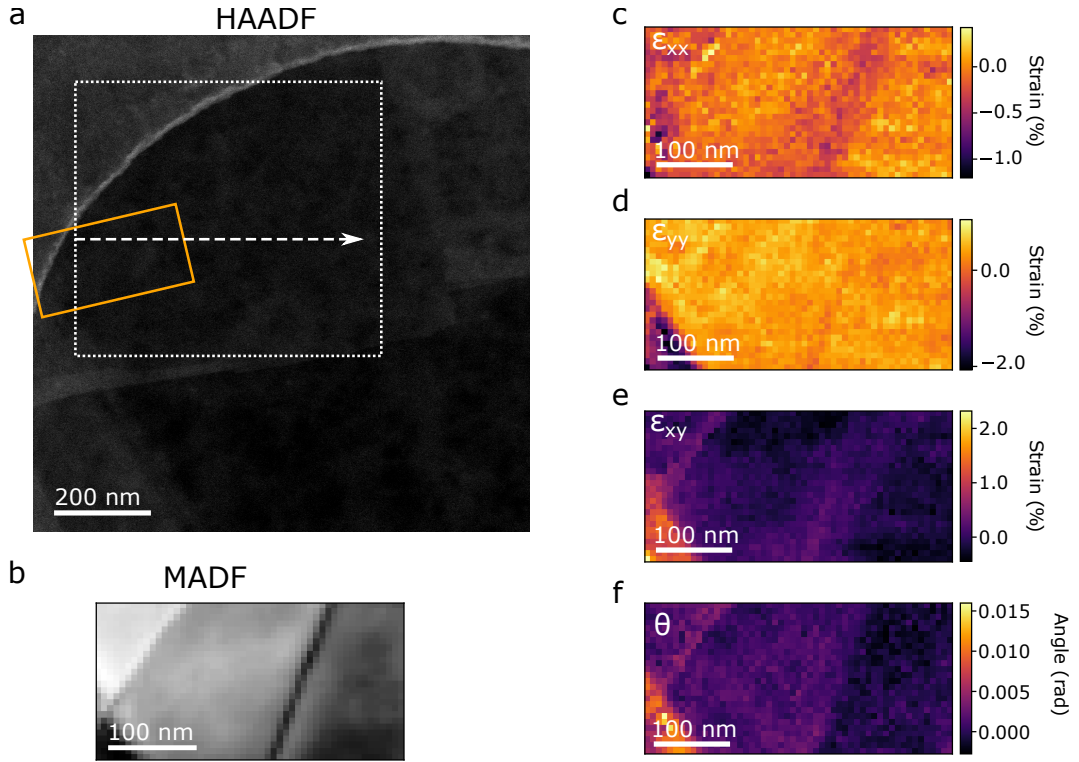 a
HAADF
200 nm
b
MADF
100 nm
c
εxx
100 nm
0.0
−0.5
−1.0
Strain (%)
d
εyy
100 nm
0.0
−2.0
Strain (%)
e
εxy
100 nm
2.0
1.0
0.0
Strain (%)
f
θ
100 nm
0.015
0.010
0.005
0.000
Angle (rad)